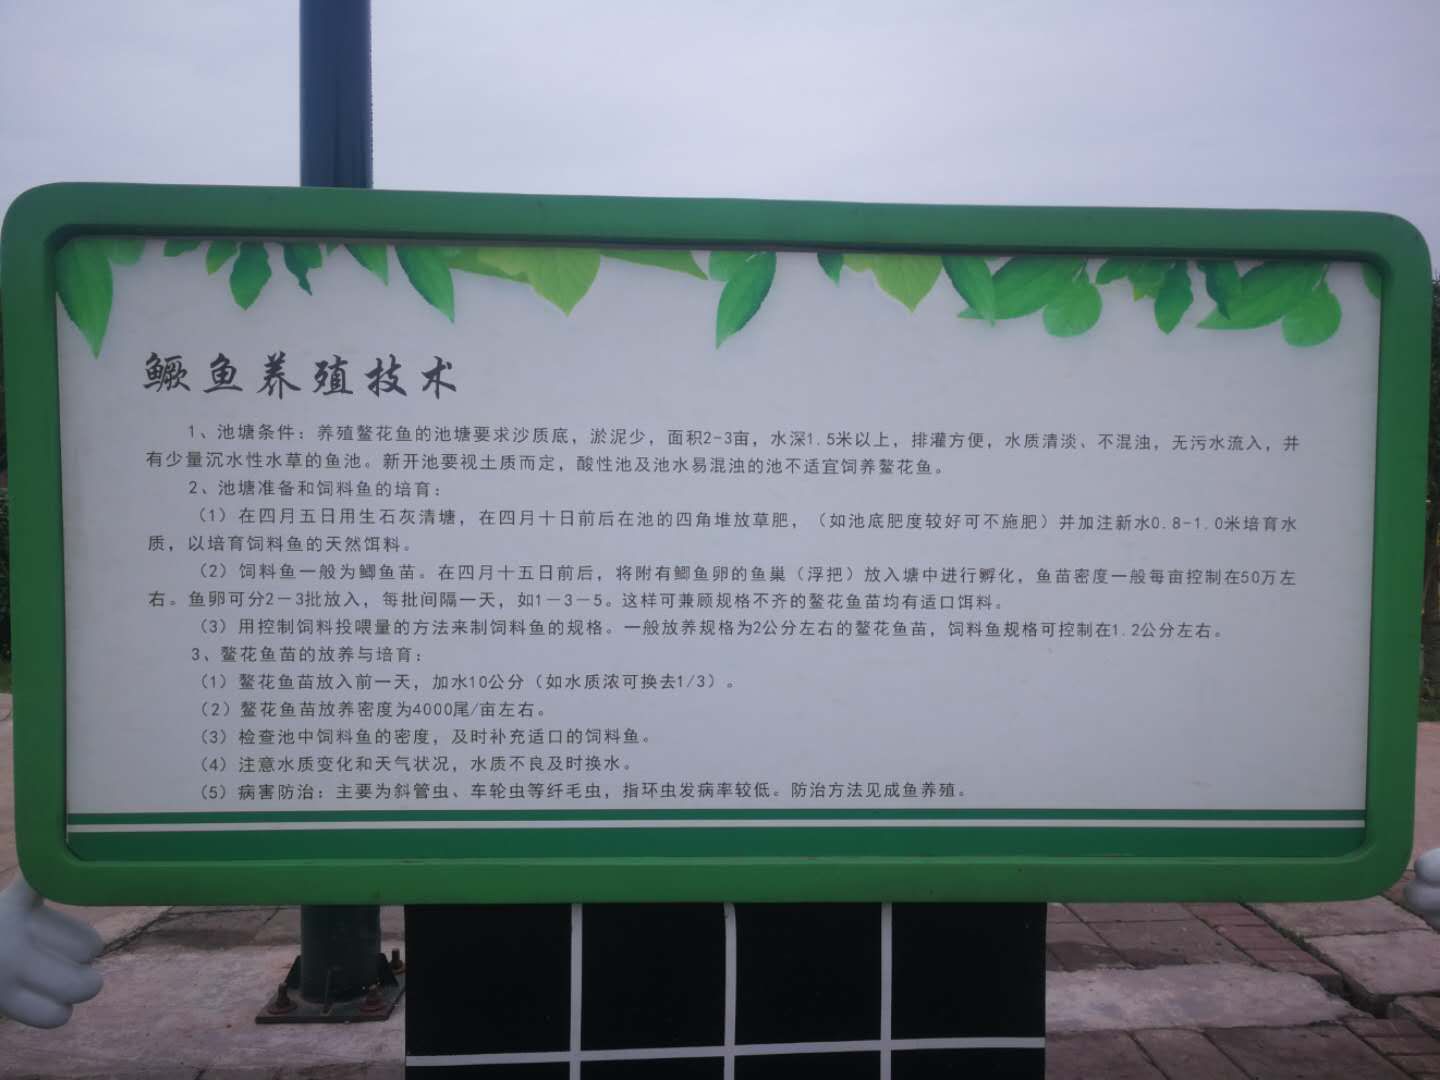 鳜鱼养殖技术
1、池塘条件：养殖鳌花鱼的池塘要求沙质底，淤泥少，面积2-3亩，水深1.5米以上，排灌方便，水质清淡、不混浊，无污水流入，并
有少量沉水性水草的鱼池。新开池要视土质而定，酸性池及池水易混浊的池不适宜饲养鳌花鱼。
2、池塘准备和饲料鱼的培育：
（1）在四月五日用生石灰清塘，在四月十日前后在池的四角堆放草肥，（如池底肥度较好可不施肥）并加注新水0.8-1.0米培育水
质，以培育饲料鱼的天然饵料。
（2）饲料鱼一般为鲫鱼苗。在四月十五日前后，将附有鲫鱼卵的鱼巢（浮把）放入塘中进行孵化，鱼苗密度一般每亩控制在50万左
右。鱼卵可分2－3批放入，每批间隔一天，如1－3－5。这样可兼顾规格不齐的鳌花鱼苗均有适口饵料。
（3）用控制饲料投喂量的方法来制饲料鱼的规格。一般放养规格为2公分左右的鳌花鱼苗，饲料鱼规格可控制在1.2公分左右。
3、鳌花鱼苗的放养与培育：
（1）鳌花鱼苗放入前一天，加水10公分（如水质浓可换去1/3）。
（2）鳌花鱼苗放养密度为4000尾/亩左右。
（3）检查池中饲料鱼的密度，及时补充适口的饲料鱼。
（4）注意水质变化和天气状况，水质不良及时换水。
（5）病害防治：主要为斜管虫、车轮虫等纤毛虫，指环虫发病率较低。防治方法见成鱼养殖。